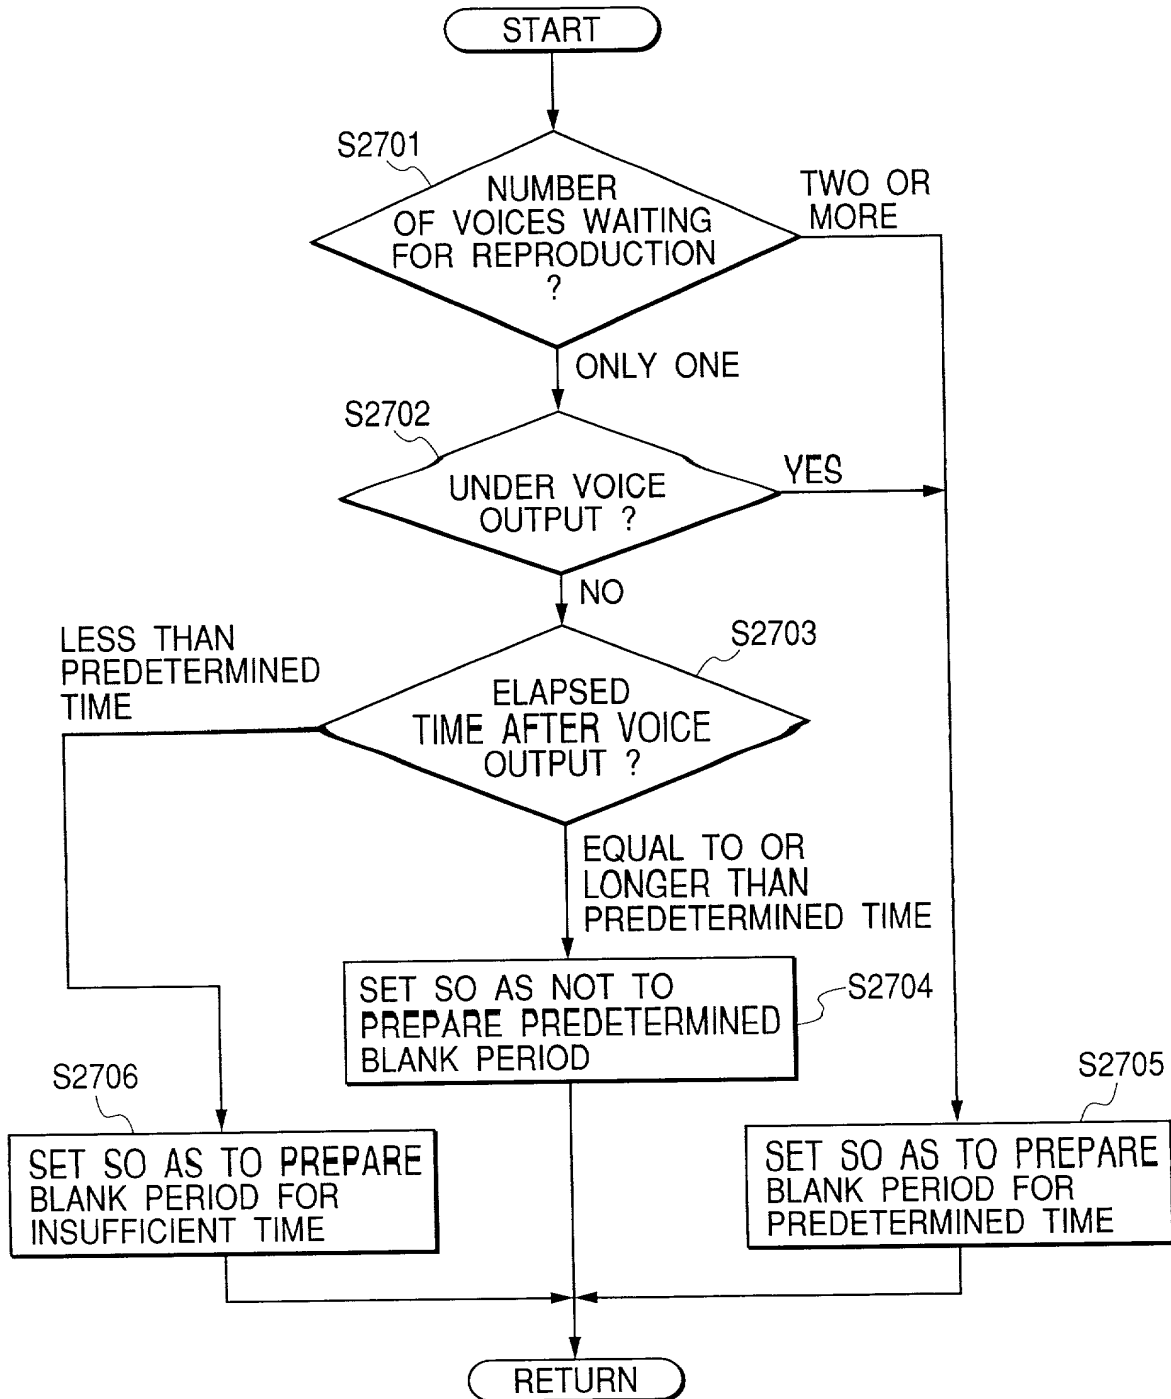 START
S2701
NUMBER
OF VOICES WAITING
FOR REPRODUCTION
?
TWO OR
MORE
ONLY ONE
S2702
UNDER VOICE
OUTPUT ?
YES
NO
LESS THAN
PREDETERMINED
TIME
S2703
ELAPSED
TIME AFTER VOICE
OUTPUT ?
EQUAL TO OR
LONGER THAN
PREDETERMINED TIME
SET SO AS NOT TO
PREPARE PREDETERMINED
BLANK PERIOD
S2704
S2706
SET SO AS TO PREPARE
BLANK PERIOD FOR
INSUFFICIENT TIME
S2705
SET SO AS TO PREPARE
BLANK PERIOD FOR
PREDETERMINED TIME
RETURN